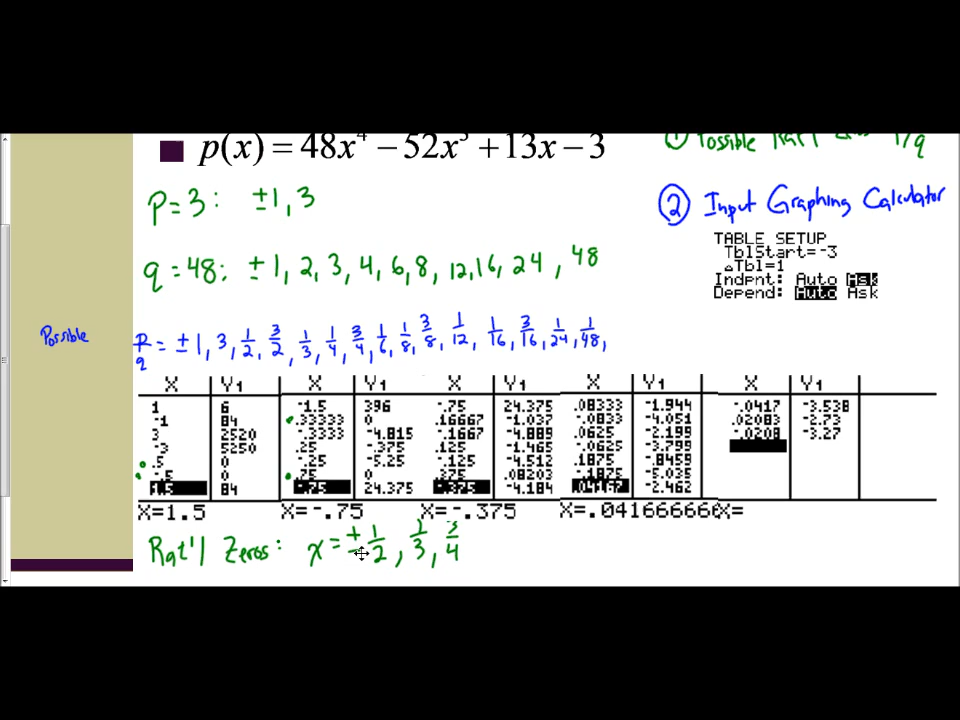 p(x) = 48x⁴ − 52x³ + 13x − 3
① Possible Rat'l Zeros P/q
p = 3: ±1, 3
② Input Graphing Calculator
TABLE SETUP
TblStart=-3
△Tbl=1
Indpnt: Auto Ask
Depend: Auto Ask
q = 48: ±1, 2, 3, 4, 6, 8, 12, 16, 24, 48
Possible p/q = ±1, 3, 1/2, 3/2, 1/3, 1/4, 3/4, 1/6, 1/8, 3/8, 1/12, 1/16, 3/16, 1/24, 1/48,
X Y1 X Y1 X Y1 X Y1 X Y1
1 6 -1.5 396 -.75 24.375 .08333 -1.944 -.0417 -3.538
-1 84 .33333 0 .16667 -1.037 -.0833 -4.051 .02083 -2.73
3 2520 -.3333 -4.815 -.1667 -4.889 .0625 -2.198 -.0208 -3.27
-3 5250 .25 -.375 .125 -1.465 -.0625 -3.799
.5 0 -.25 -5.25 -.125 -4.513 .1875 -.8459
-.5 0 .75 0 .375 .08203 -.1875 -5.035
1.5 84 -.75 24.375 -.375 -4.184 .04167 -2.462
X=1.5 X=-.75 X=-.375 X=.041666666 X=
Rat'l Zeros: x = ±1/2, 1/3, 3/4